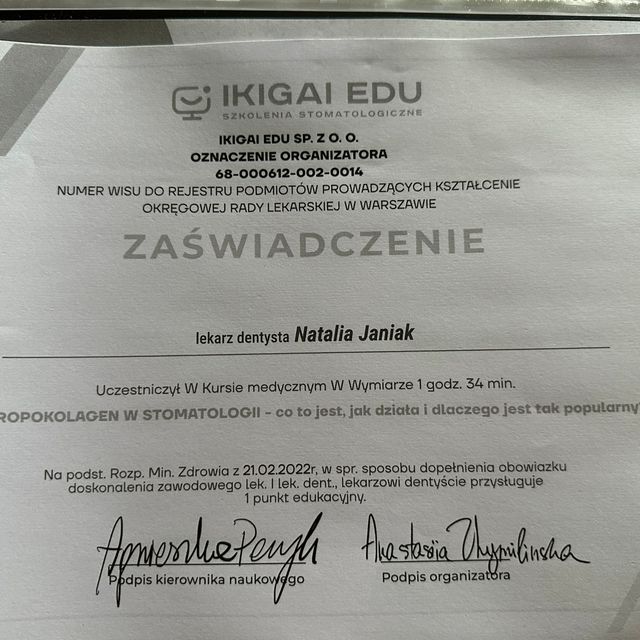 IKIGAI EDU
SZKOLENIA STOMATOLOGICZNE
IKIGAI EDU SP. Z O. O.
OZNACZENIE ORGANIZATORA
68-000612-002-0014
NUMER WISU DO REJESTRU PODMIOTÓW PROWADZĄCYCH KSZTAŁCENIE
OKRĘGOWEJ RADY LEKARSKIEJ W WARSZAWIE
ZAŚWIADCZENIE
lekarz dentysta Natalia Janiak
Uczestniczył W Kursie medycznym W Wymiarze 1 godz. 34 min.
ROPOKOLAGEN W STOMATOLOGII - co to jest, jak działa i dlaczego jest tak popularny?
Na podst. Rozp. Min. Zdrowia z 21.02.2022r, w spr. sposobu dopełnienia obowiazku
doskonalenia zawodowego lek. I lek. dent., lekarzowi dentyście przysługuje
1 punkt edukacyjny.
Podpis kierownika naukowego
Podpis organizatora